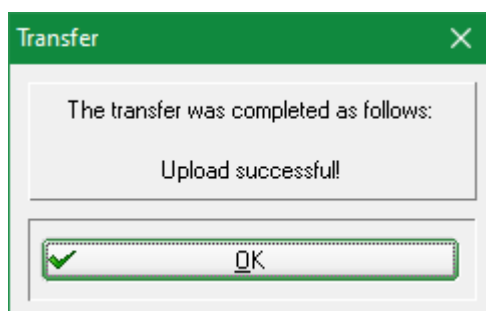 Transfer
The transfer was completed as follows:
Upload successful!
OK